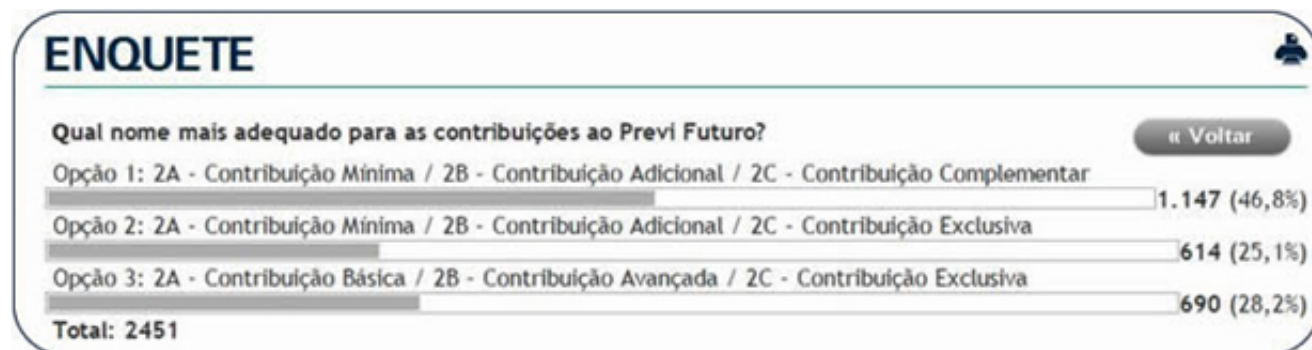 ENQUETE
Qual nome mais adequado para as contribuições ao Previ Futuro?
« Voltar
Opção 1: 2A - Contribuição Mínima / 2B - Contribuição Adicional / 2C - Contribuição Complementar
1.147 (46,8%)
Opção 2: 2A - Contribuição Mínima / 2B - Contribuição Adicional / 2C - Contribuição Exclusiva
614 (25,1%)
Opção 3: 2A - Contribuição Básica / 2B - Contribuição Avançada / 2C - Contribuição Exclusiva
690 (28,2%)
Total: 2451